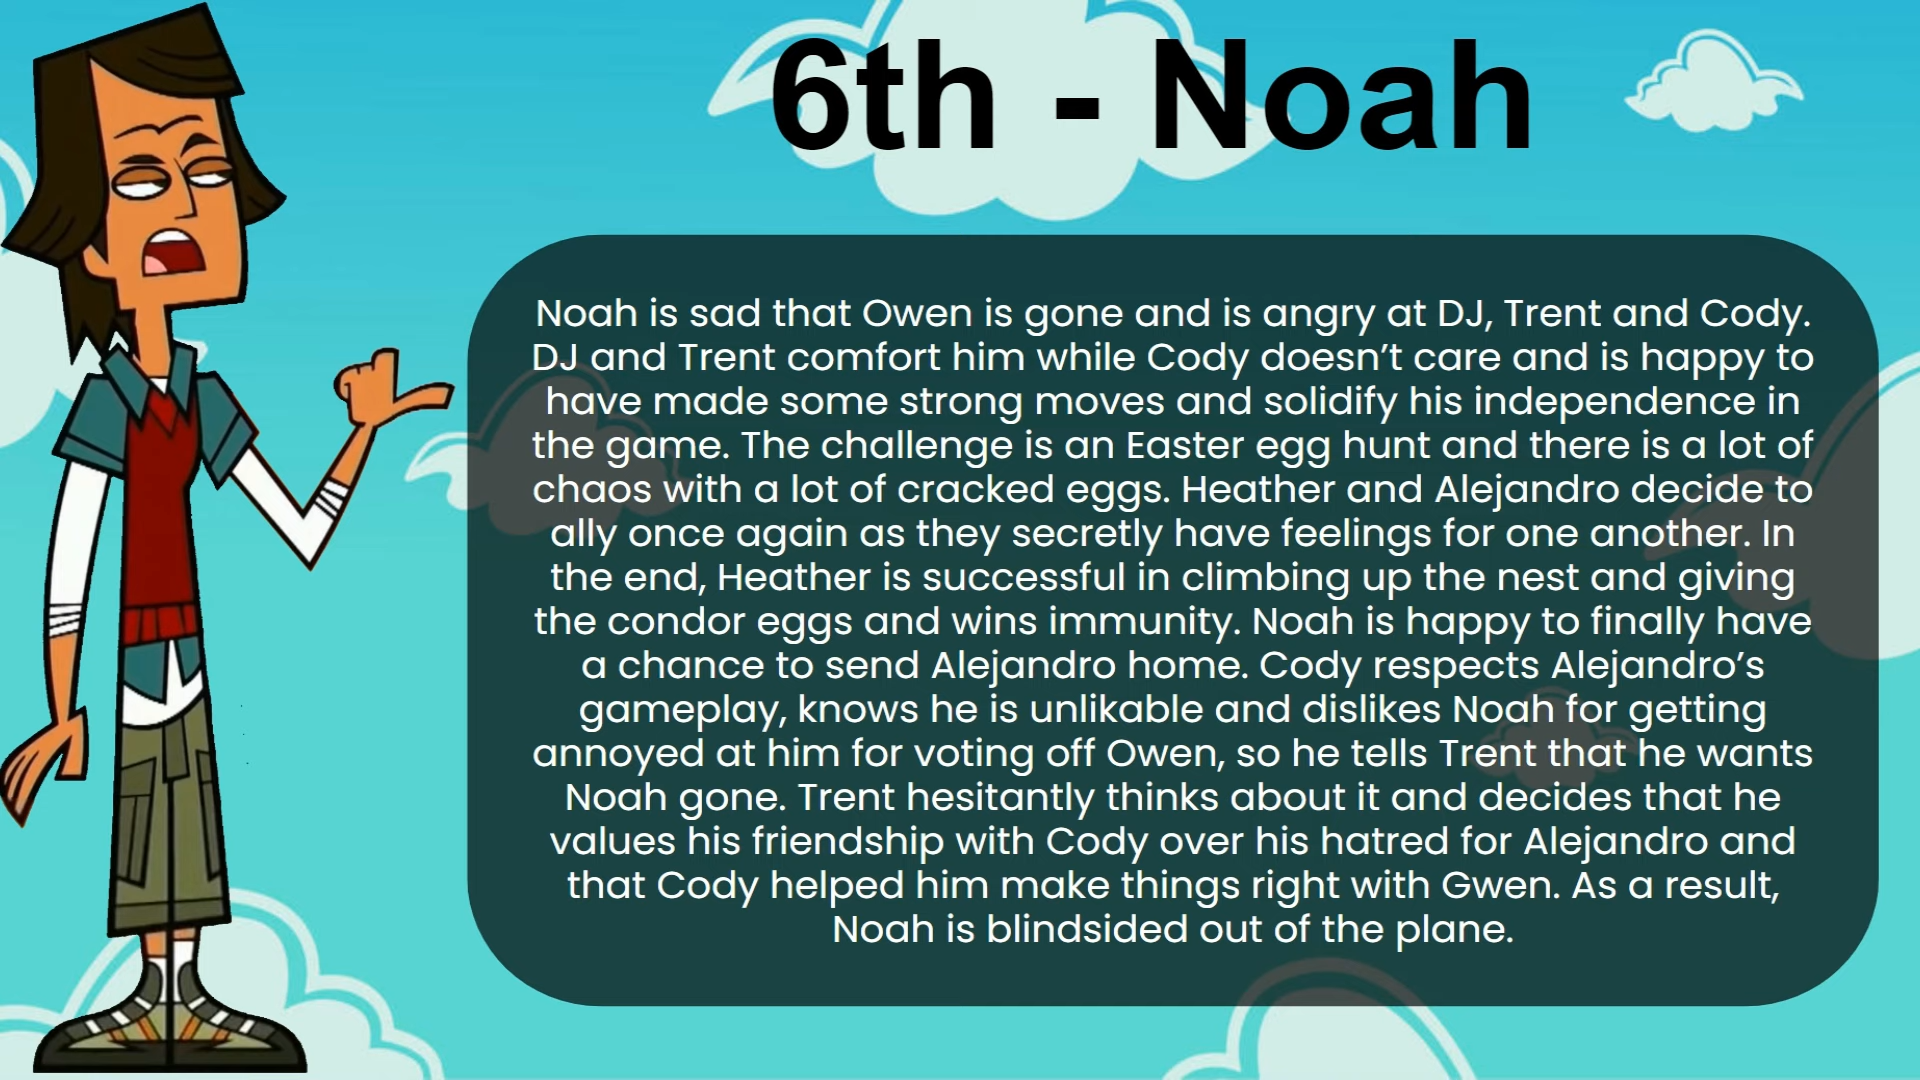 6th - Noah
Noah is sad that Owen is gone and is angry at DJ, Trent and Cody.
DJ and Trent comfort him while Cody doesn’t care and is happy to
have made some strong moves and solidify his independence in
the game. The challenge is an Easter egg hunt and there is a lot of
chaos with a lot of cracked eggs. Heather and Alejandro decide to
ally once again as they secretly have feelings for one another. In
the end, Heather is successful in climbing up the nest and giving
the condor eggs and wins immunity. Noah is happy to finally have
a chance to send Alejandro home. Cody respects Alejandro’s
gameplay, knows he is unlikable and dislikes Noah for getting
annoyed at him for voting off Owen, so he tells Trent that he wants
Noah gone. Trent hesitantly thinks about it and decides that he
values his friendship with Cody over his hatred for Alejandro and
that Cody helped him make things right with Gwen. As a result,
Noah is blindsided out of the plane.